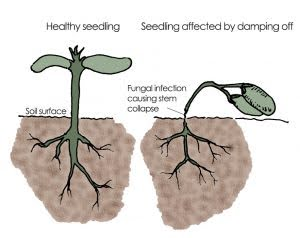 Healthy seedling
Seedling affected by damping off
Fungal infection
causing stem
collapse
Soil surface